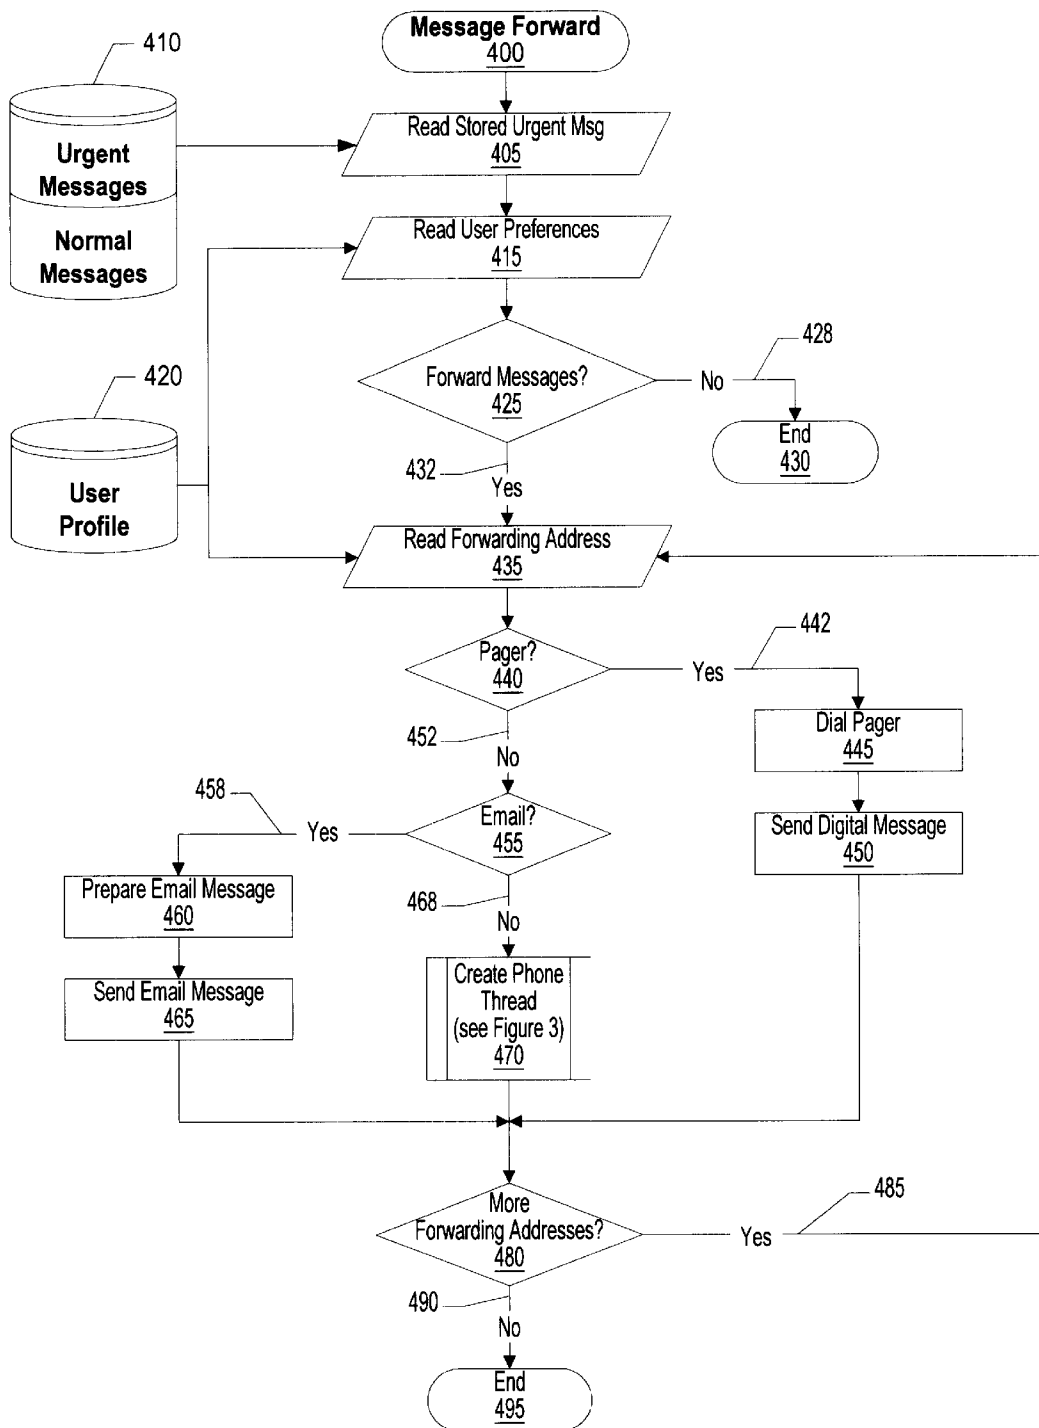 Message Forward
400
410
Read Stored Urgent Msg
405
Urgent
Messages
Normal
Messages
Read User Preferences
415
428
Forward Messages?
425
No
420
End
430
432
Yes
User
Profile
Read Forwarding Address
435
442
Pager?
440
Yes
452
No
Dial Pager
445
458
Email?
455
Yes
Send Digital Message
450
468
No
Prepare Email Message
460
Create Phone
Thread
(see Figure 3)
470
Send Email Message
465
485
More
Forwarding Addresses?
480
Yes
490
No
End
495